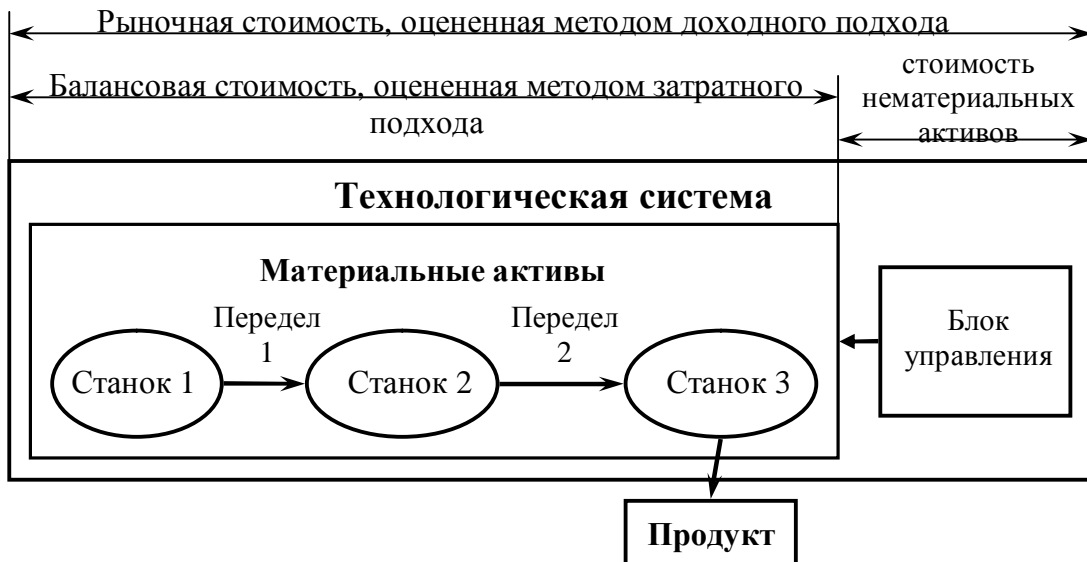 Рыночная стоимость, оцененная методом доходного подхода
Балансовая стоимость, оцененная методом затратного
подхода
стоимость
нематериальных
активов
Технологическая система
Материальные активы
Передел
1
Передел
2
Станок 1
Станок 2
Станок 3
Блок
управления
Продукт